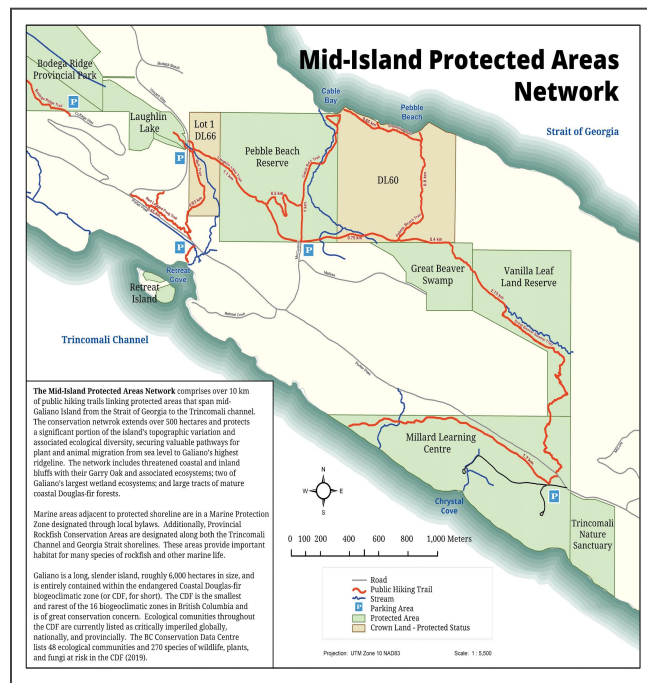 Mid-Island Protected Areas
Network
Bodega Ridge
Provincial Park
Laughlin
Lake
Lot 1
DL66
Pebble Beach
Reserve
Cable
Bay
Pebble
Beach
Strait of Georgia
DL60
Great Beaver
Swamp
Vanilla Leaf
Land Reserve
P
P
P
P
P
1 km
Retreat
Cove
Retreat
Island
Trincomali Channel
Millard Learning
Centre
Chrystal
Cove
Trincomali
Nature
Sanctuary
The Mid-Island Protected Areas Network comprises over 10 km
of public hiking trails linking protected areas that span mid-
Galiano Island from the Strait of Georgia to the Trincomali channel.
The conservation netwrok extends over 500 hectares and protects
a significant portion of the island's topographic variation and
associated ecological diversity, securing valuable pathways for
plant and animal migration from sea level to Galiano's highest
ridgeline. The network includes threatened coastal and inland
bluffs with their Garry Oak and associated ecosystems; two of
Galiano's largest wetland ecosystems; and large tracts of mature
coastal Douglas-fir forests.
Marine areas adjacent to protected shoreline are in a Marine Protection
Zone designated through local bylaws. Additionally, Provincial
Rockfish Conservation Areas are designated along both the Trincomali
Channel and Georgia Strait shorelines. These areas provide important
habitat for many species of rockfish and other marine life.
Galiano is a long, slender island, roughly 6,000 hectares in size, and
is entirely contained within the endangered Coastal Douglas-fir
biogeoclimatic zone (or CDF, for short). The CDF is the smallest
and rarest of the 16 biogeoclimatic zones in British Columbia and
is of great conservation concern. Ecological comunities throughout
the CDF are currently listed as critically imperiled globally,
nationally, and provincially. The BC Conservation Data Centre
lists 48 ecological communities and 270 species of wildlife, plants,
and fungi at risk in the CDF (2019).
N
W E
S
0 100 200 400 600 800 1,000 Meters
Road
Public Hiking Trail
Stream
P Parking Area
Protected Area
Crown Land - Protected Status
Projection: UTM Zone 10 NAD83 Scale: 1 : 5,500